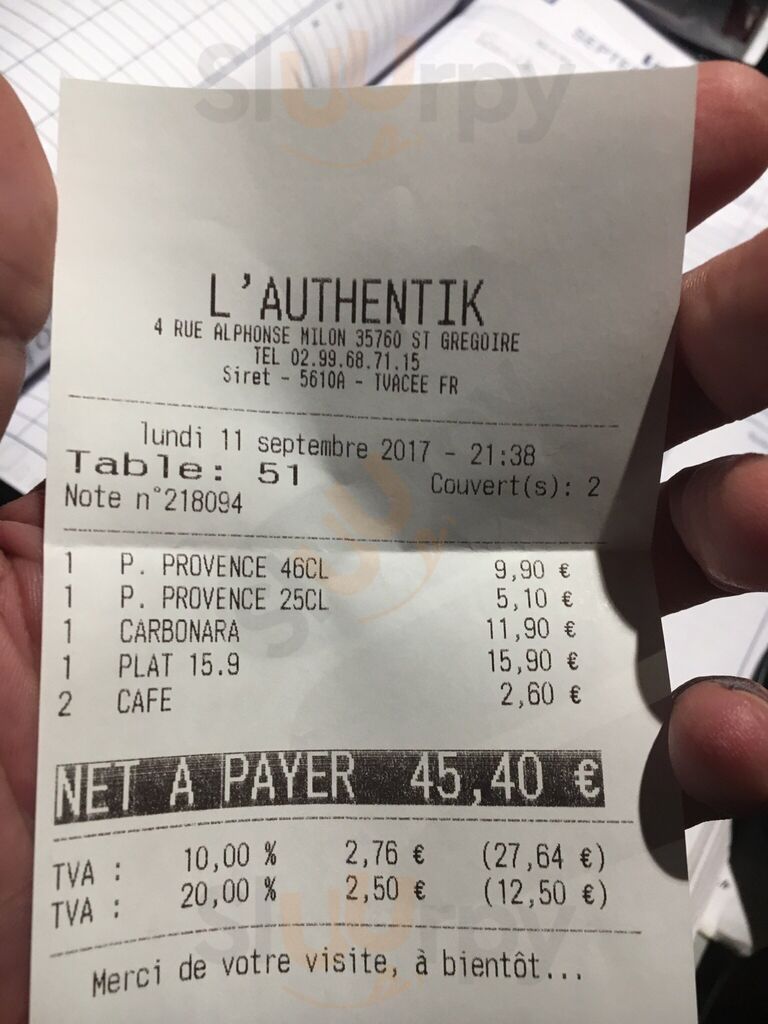 SEPTE
Sluurpy
L'AUTHENTIK
4 RUE ALPHONSE MILON 35760 ST GREGOIRE
TEL 02.99.68.71.15
Siret - 5610A - TVACEE FR
lundi 11 septembre 2017 - 21:38
Table: 51 Couvert(s): 2
Note n°218094
1 P. PROVENCE 46CL 9,90 €
1 P. PROVENCE 25CL 5,10 €
1 CARBONARA 11,90 €
1 PLAT 15.9 15,90 €
2 CAFE 2,60 €
NET A PAYER 45,40 €
TVA : 10,00 % 2,76 € (27,64 €)
TVA : 20,00 % 2,50 € (12,50 €)
Sluurpy
Merci de votre visite, à bientôt...